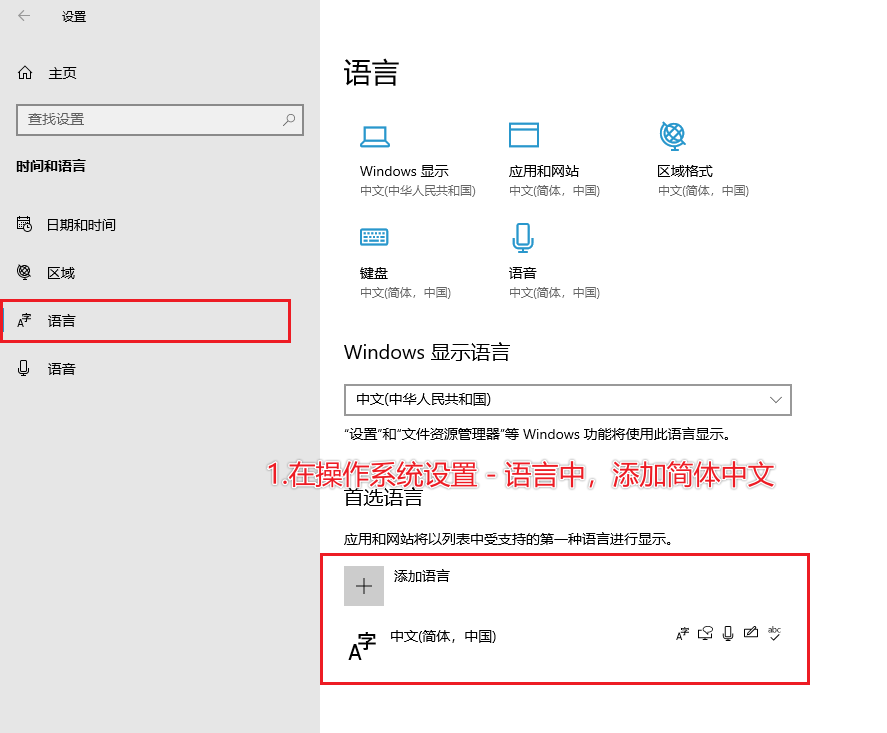 设置
主页
查找设置
时间和语言
日期和时间
区域
语言
语音
语言
Windows 显示
中文(中华人民共和国)
应用和网站
中文(简体，中国)
区域格式
中文(简体，中国)
键盘
中文(简体，中国)
语音
中文(简体，中国)
Windows 显示语言
中文(中华人民共和国)
“设置”和“文件资源管理器”等 Windows 功能将使用此语言显示。
1.在操作系统设置 - 语言中，添加简体中文
首选语言
应用和网站将以列表中受支持的第一种语言进行显示。
添加语言
A字 中文(简体，中国) A字 abc